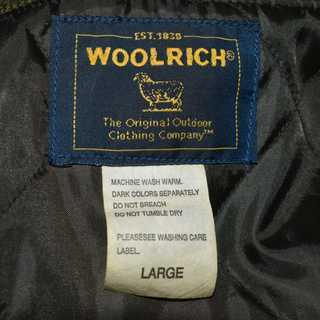 EST. 1830
WOOLRICH®
The Original Outdoor
Clothing Company™
MACHINE WASH WARM.
DARK COLORS SEPARATELY
DO NOT BREACH
DO NOT TUMBLE DRY
PLEASESEE WASHING CARE
LABEL.
LARGE